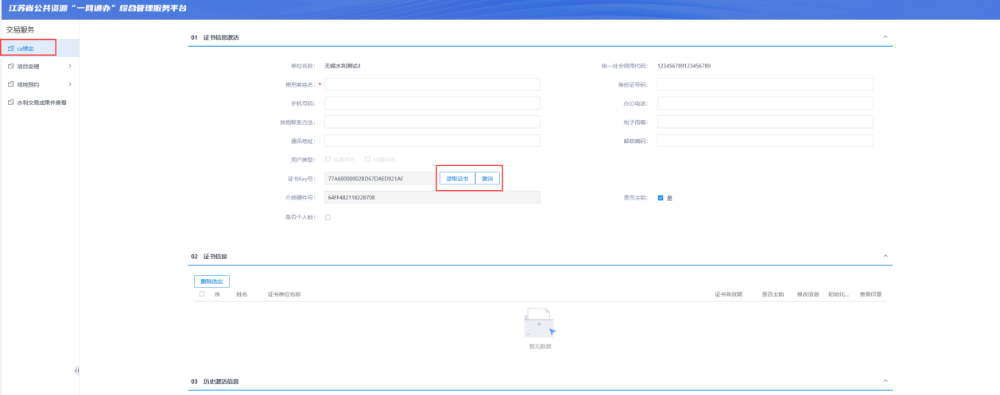 江苏省公共资源“一网通办”综合管理服务平台
交易服务
ca绑定
项目受理
场地预约
水利交易成果件查看
01 证书信息激活
单位名称： 无锡水利测试4 统一社会信用代码： 123456789123456789
使用者姓名：* 身份证号码：
手机号码： 办公电话：
其他联系方法： 电子信箱：
通讯地址： 邮政编码：
用户类型： 交易甲方 代理机构
证书Key号： 77A60000002BD67DAED921AF 读取证书 激活
介质硬件号： 64FF482118228708 是否主锁： 是
是否个人锁：
02 证书信息
删除选定
序 姓名 证书单位名称 证书有效期 是否主锁 修改信息 初始化... 查看印章
暂无数据
03 历史激活信息